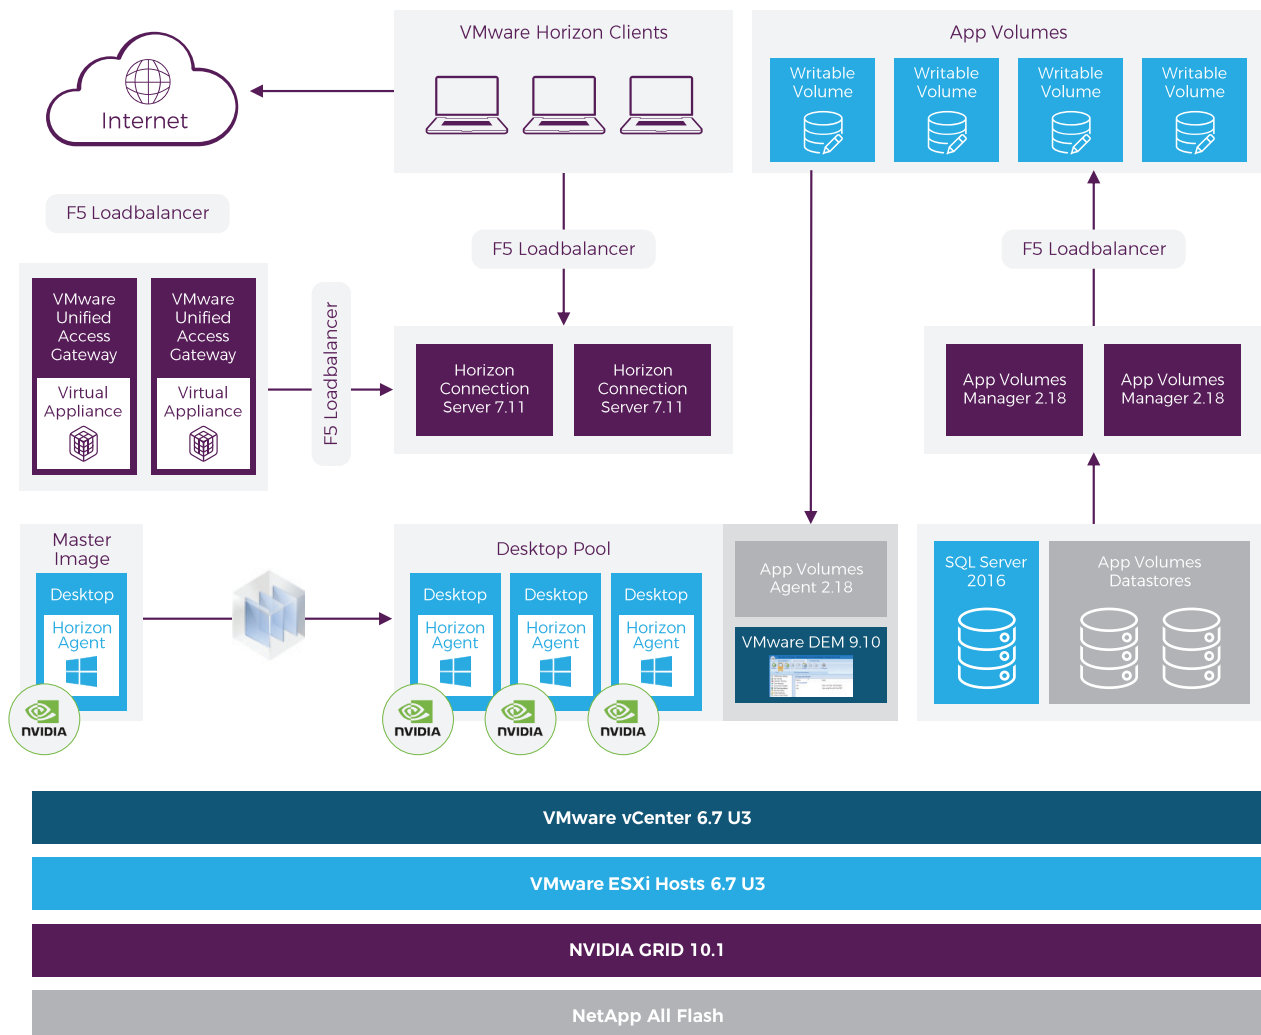 VMware Horizon Clients
App Volumes
Internet
Writable
Volume
Writable
Volume
Writable
Volume
Writable
Volume
F5 Loadbalancer
F5 Loadbalancer
F5 Loadbalancer
VMware
Unified
Access
Gateway
Virtual
Appliance
VMware
Unified
Access
Gateway
Virtual
Appliance
F5 Loadbalancer
Horizon
Connection
Server 7.11
Horizon
Connection
Server 7.11
App Volumes
Manager 2.18
App Volumes
Manager 2.18
Master
Image
Desktop
Horizon
Agent
NVIDIA
Desktop Pool
Desktop
Horizon
Agent
NVIDIA
Desktop
Horizon
Agent
NVIDIA
Desktop
Horizon
Agent
NVIDIA
App Volumes
Agent 2.18
VMware DEM 9.10
SQL Server
2016
App Volumes
Datastores
VMware vCenter 6.7 U3
VMware ESXi Hosts 6.7 U3
NVIDIA GRID 10.1
NetApp All Flash